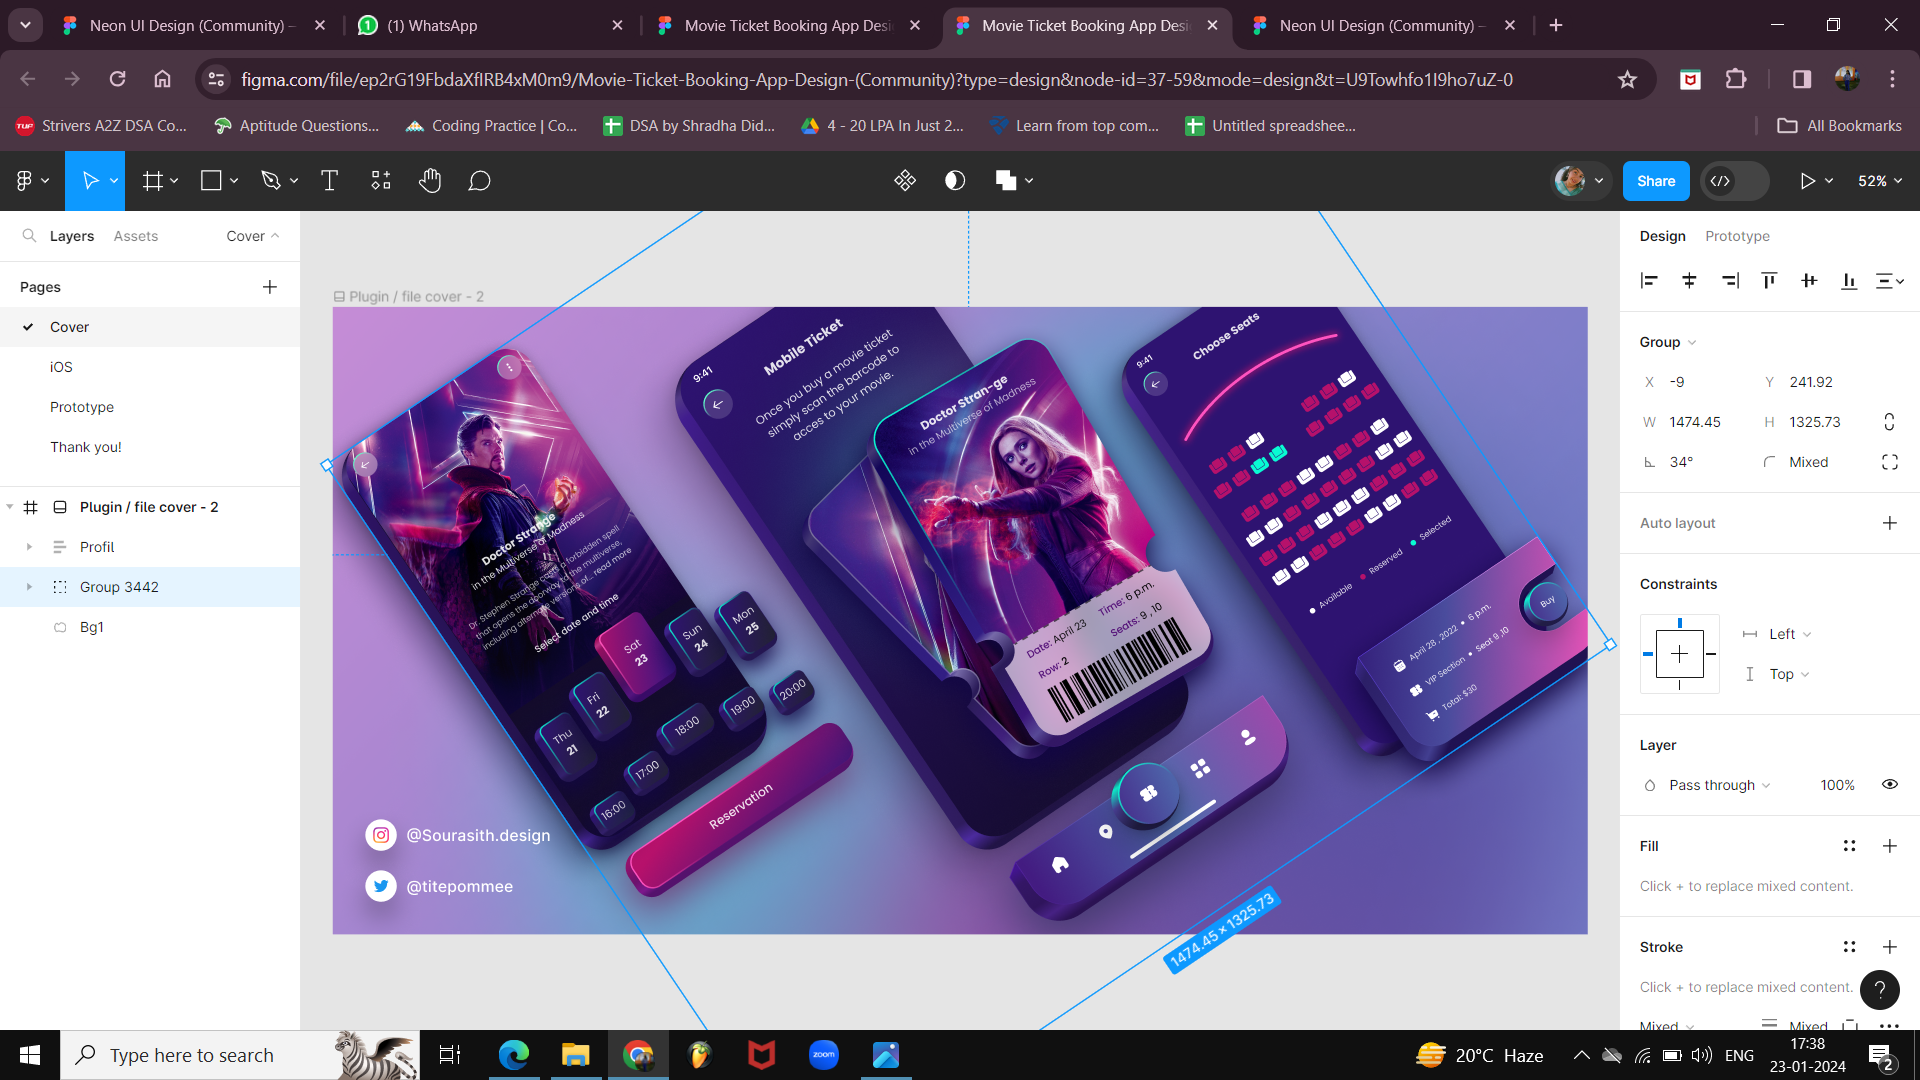 Neon UI Design (Community) –
(1) WhatsApp
Movie Ticket Booking App Desi
Movie Ticket Booking App Desi
Neon UI Design (Community) –
figma.com/file/ep2rG19FbdaXfIRB4xM0m9/Movie-Ticket-Booking-App-Design-(Community)?type=design&node-id=37-59&mode=design&t=U9Towhfo1I9ho7uZ-0
Strivers A2Z DSA Co...
Aptitude Questions...
Coding Practice | Co...
DSA by Shradha Did...
4 - 20 LPA In Just 2...
Learn from top com...
Untitled spreadshee...
All Bookmarks
Share
52%
Layers
Assets
Cover
Pages
Cover
iOS
Prototype
Thank you!
Plugin / file cover - 2
Profil
Group 3442
Bg1
Plugin / file cover - 2
Doctor Strange
in the Multiverse of Madness
Dr. Stephen Strange casts a forbidden spell
that opens the doorway to the multiverse,
including alternate versions of... read more
Select date and time
Thu
21
Fri
22
Sat
23
Sun
24
Mon
25
16:00
17:00
18:00
19:00
20:00
Reservation
@Sourasith.design
@titepommee
9:41
Mobile Ticket
Once you buy a movie ticket
simply scan the barcode to
acces to your movie.
Doctor Stran-ge
in the Multiverse of Madness
Date: April 23
Time: 6 p.m.
Row: 2
Seats: 9 , 10
9:41
Choose Seats
Available
Reserved
Selected
April 28 , 2022 • 6 p.m.
VIP Section • Seat 9 ,10
Total: $30
Buy
1474.45 × 1325.73
Design
Prototype
Group
X
-9
Y
241.92
W
1474.45
H
1325.73
34°
Mixed
Auto layout
Constraints
Left
Top
Layer
Pass through
100%
Fill
Click + to replace mixed content.
Stroke
Click + to replace mixed content.
Mixed
Mixed
?
Type here to search
zoom
20°C Haze
ENG
17:38
23-01-2024
2